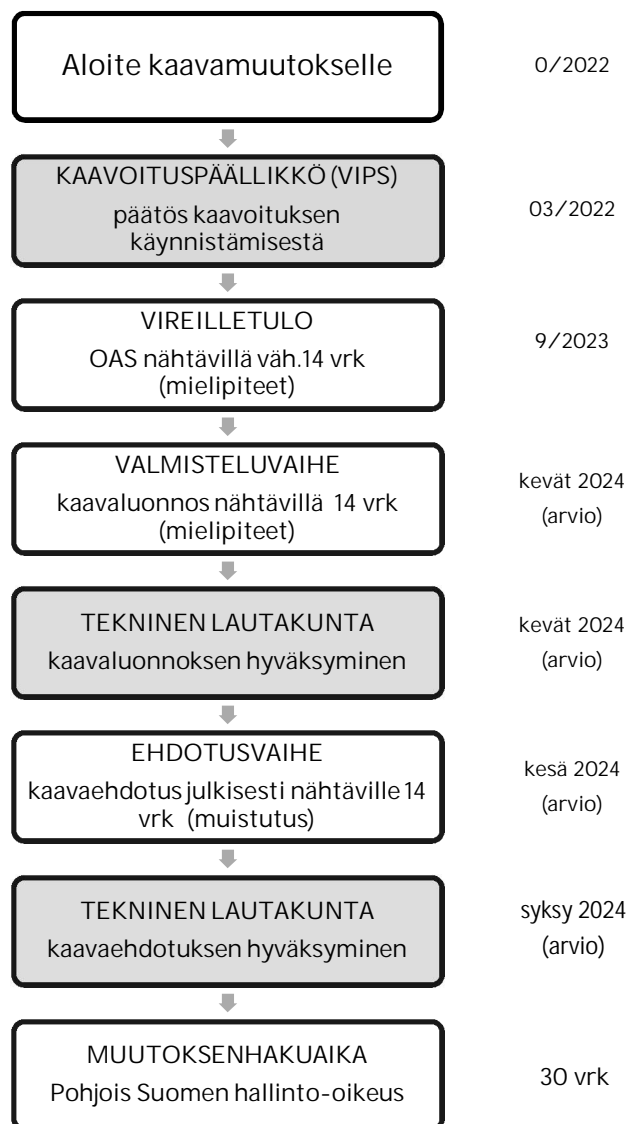 Aloite kaavamuutokselle
0/2022
KAAVOITUSPÄÄLLIKKÖ (VIPS)
päätös kaavoituksen
käynnistämisestä
03/2022
VIREILLETULO
OAS nähtävillä väh.14 vrk
(mielipiteet)
9/2023
VALMISTELUVAIHE
kaavaluonnos nähtävillä 14 vrk
(mielipiteet)
kevät 2024
(arvio)
TEKNINEN LAUTAKUNTA
kaavaluonnoksen hyväksyminen
kevät 2024
(arvio)
EHDOTUSVAIHE
kaavaehdotus julkisesti nähtäville 14
vrk (muistutus)
kesä 2024
(arvio)
TEKNINEN LAUTAKUNTA
kaavaehdotuksen hyväksyminen
syksy 2024
(arvio)
MUUTOKSENHAKUAIKA
Pohjois Suomen hallinto-oikeus
30 vrk